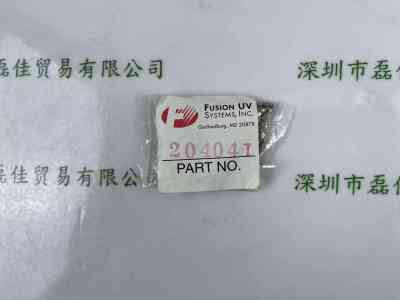 磊佳贸易有限公司
深圳市磊佳
FUSION UV
SYSTEMS, INC.
Gaithersburg, MD 20878
204041
PART NO.
佳贸易有限公司
深圳市磊佳